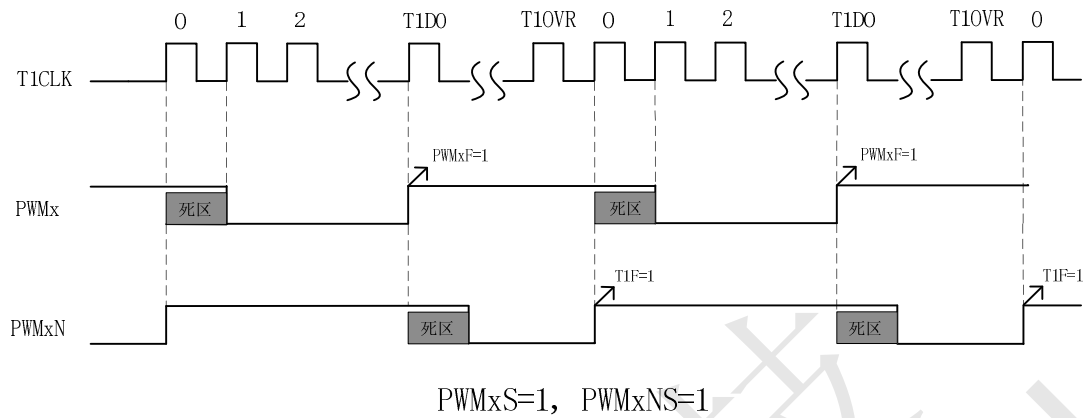 0 1 2 T1DO T1OVR 0 1 2 T1DO T1OVR 0
T1CLK
PWMxF=1 PWMxF=1
PWMx
死区 死区
T1F=1 T1F=1
PWMxN
死区 死区
PWMxS=1, PWMxNS=1